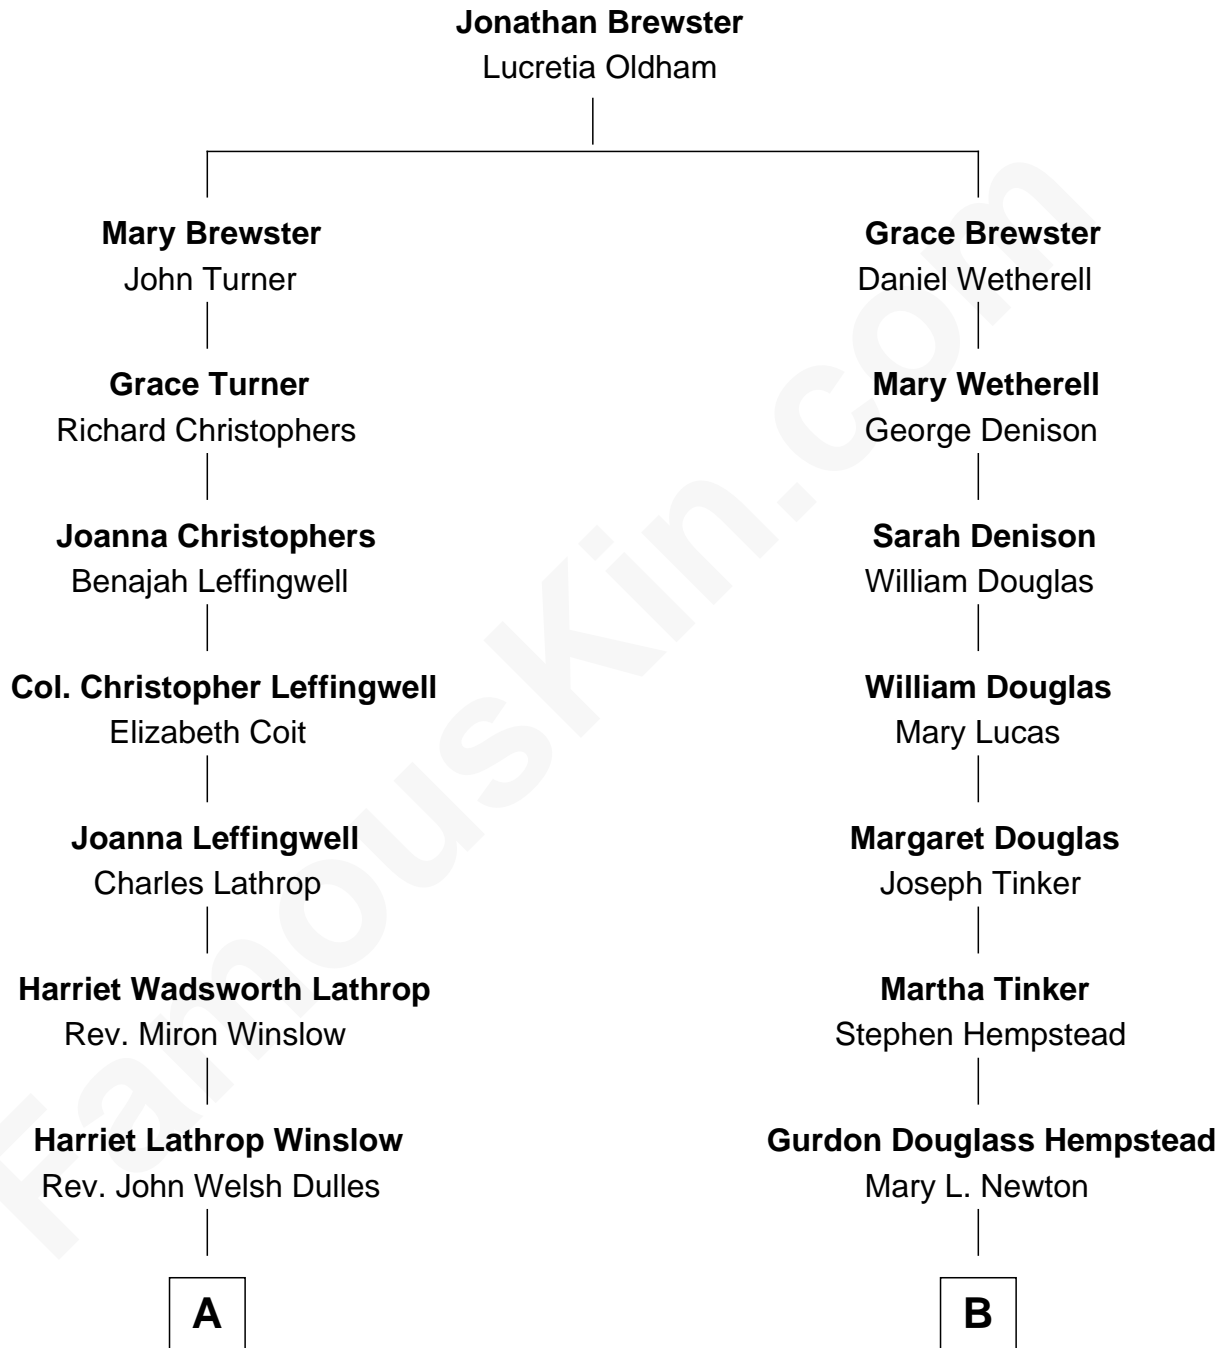 Jonathan Brewster
Lucretia Oldham
Mary Brewster
John Turner
Grace Brewster
Daniel Wetherell
Grace Turner
Richard Christophers
Mary Wetherell
George Denison
Joanna Christophers
Benajah Leffingwell
Sarah Denison
William Douglas
Col. Christopher Leffingwell
Elizabeth Coit
William Douglas
Mary Lucas
Joanna Leffingwell
Charles Lathrop
Margaret Douglas
Joseph Tinker
Harriet Wadsworth Lathrop
Rev. Miron Winslow
Martha Tinker
Stephen Hempstead
Harriet Lathrop Winslow
Rev. John Welsh Dulles
Gurdon Douglass Hempstead
Mary L. Newton
A
B
FamousKin.com